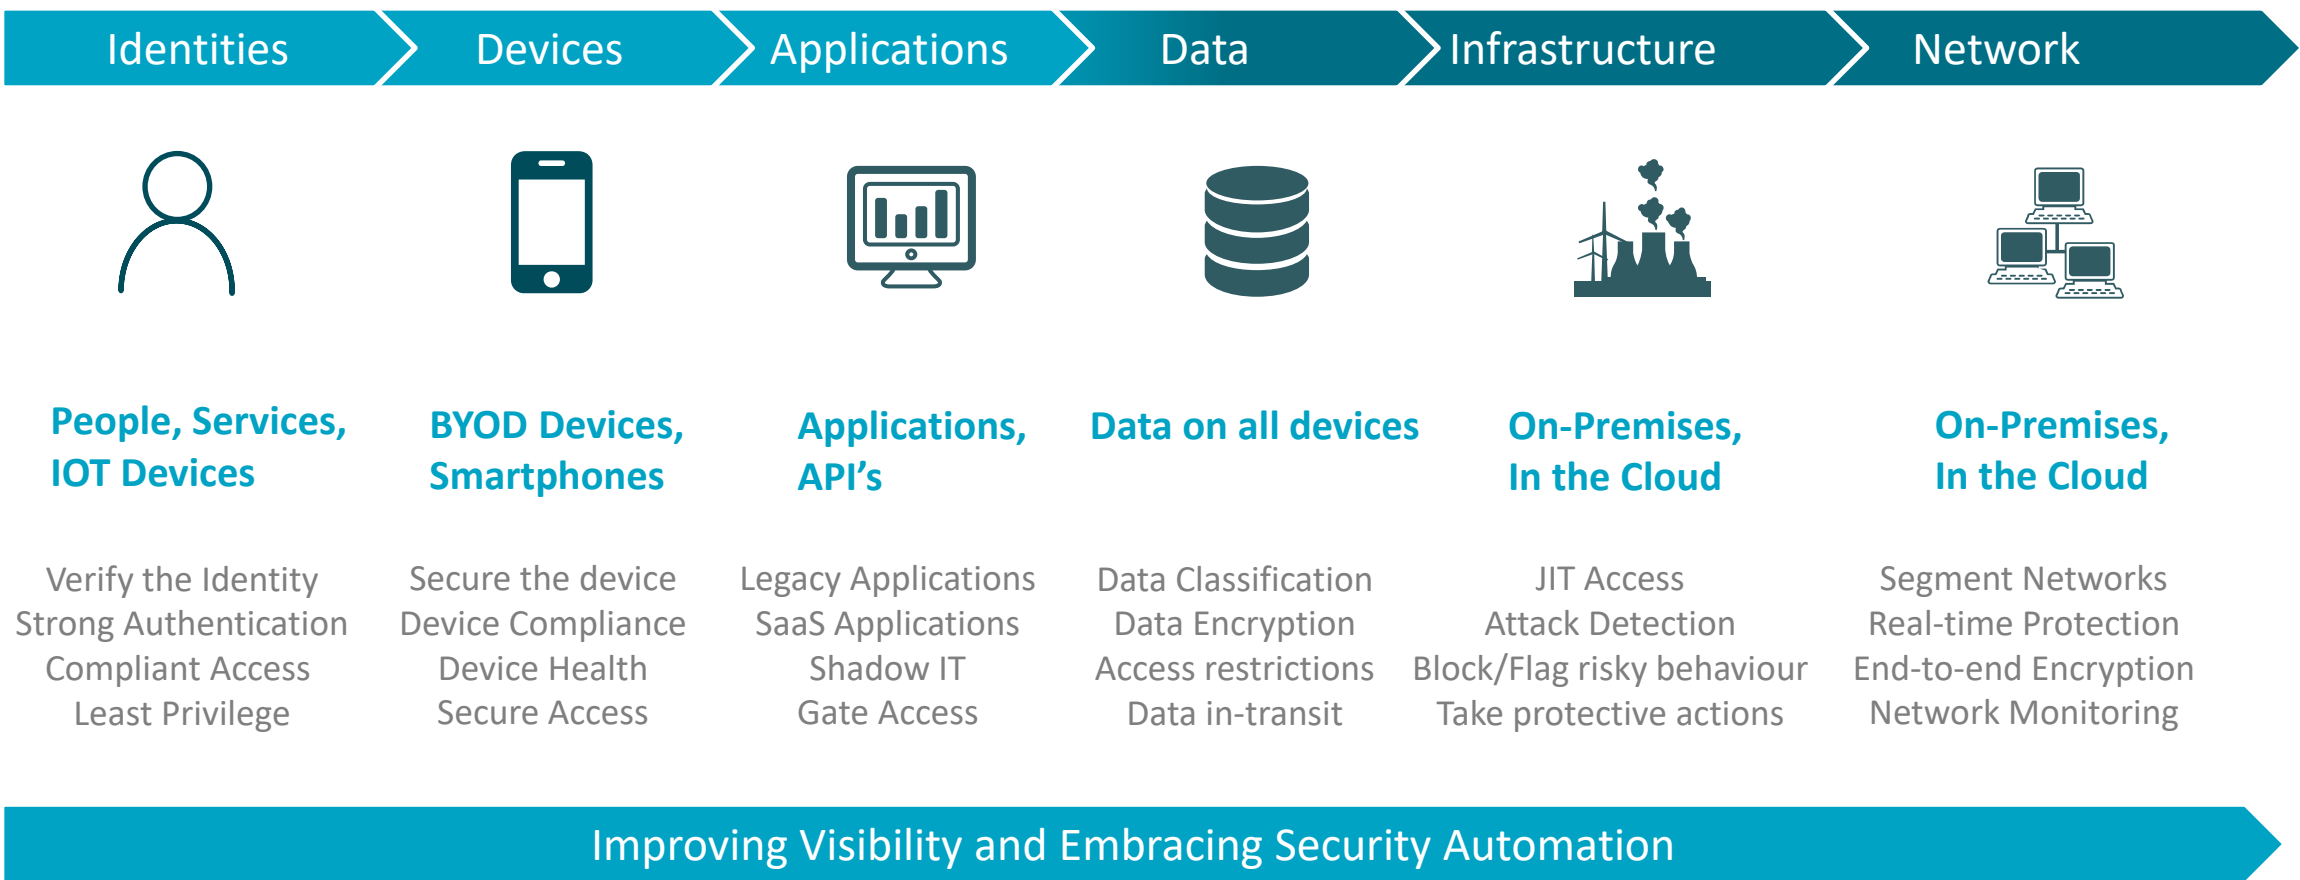 Identities
Devices
Applications
Data
Infrastructure
Network
People, Services,
IOT Devices
BYOD Devices,
Smartphones
Applications,
API’s
Data on all devices
On-Premises,
In the Cloud
On-Premises,
In the Cloud
Verify the Identity
Strong Authentication
Compliant Access
Least Privilege
Secure the device
Device Compliance
Device Health
Secure Access
Legacy Applications
SaaS Applications
Shadow IT
Gate Access
Data Classification
Data Encryption
Access restrictions
Data in-transit
JIT Access
Attack Detection
Block/Flag risky behaviour
Take protective actions
Segment Networks
Real-time Protection
End-to-end Encryption
Network Monitoring
Improving Visibility and Embracing Security Automation